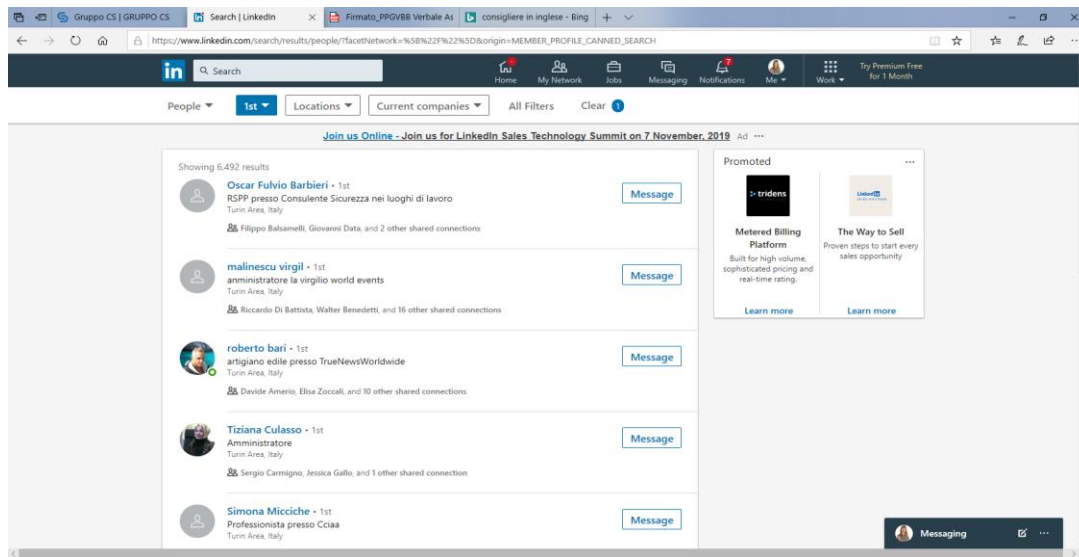 Gruppo CS | GRUPPO CS
Search | LinkedIn
Firmato_PPGVBB Verbale As
consigliere in inglese - Bing
https://www.linkedin.com/search/results/people/?facetNetwork=%5B%22F%22%5D&origin=MEMBER_PROFILE_CANNED_SEARCH
in
Search
Home
My Network
Jobs
Messaging
7
Notifications
Me
Work
Try Premium Free
for 1 Month
People
1st
Locations
Current companies
All Filters
Clear 1
Join us Online - Join us for LinkedIn Sales Technology Summit on 7 November, 2019 Ad ...
Showing 6,492 results
Oscar Fulvio Barbieri • 1st
RSPP presso Consulente Sicurezza nei luoghi di lavoro
Turin Area, Italy
Filippo Balsamelli, Giovanni Data, and 2 other shared connections
Message
malinescu virgil • 1st
anministratore la virgilio world events
Turin Area, Italy
Riccardo Di Battista, Walter Benedetti, and 16 other shared connections
Message
roberto bari • 1st
artigiano edile presso TrueNewsWorldwide
Turin Area, Italy
Davide Amerio, Elisa Zoccali, and 10 other shared connections
Message
Tiziana Culasso • 1st
Amministratore
Turin Area, Italy
Sergio Carmigno, Jessica Gallo, and 1 other shared connection
Message
Simona Micciche • 1st
Professionista presso Cciaa
Turin Area, Italy
Message
Promoted
tridens
Metered Billing
Platform
Built for high volume,
sophisticated pricing and
real-time rating.
Learn more
LinkedIn
The Way to Sell
Proven steps to start every
sales opportunity
Learn more
Messaging